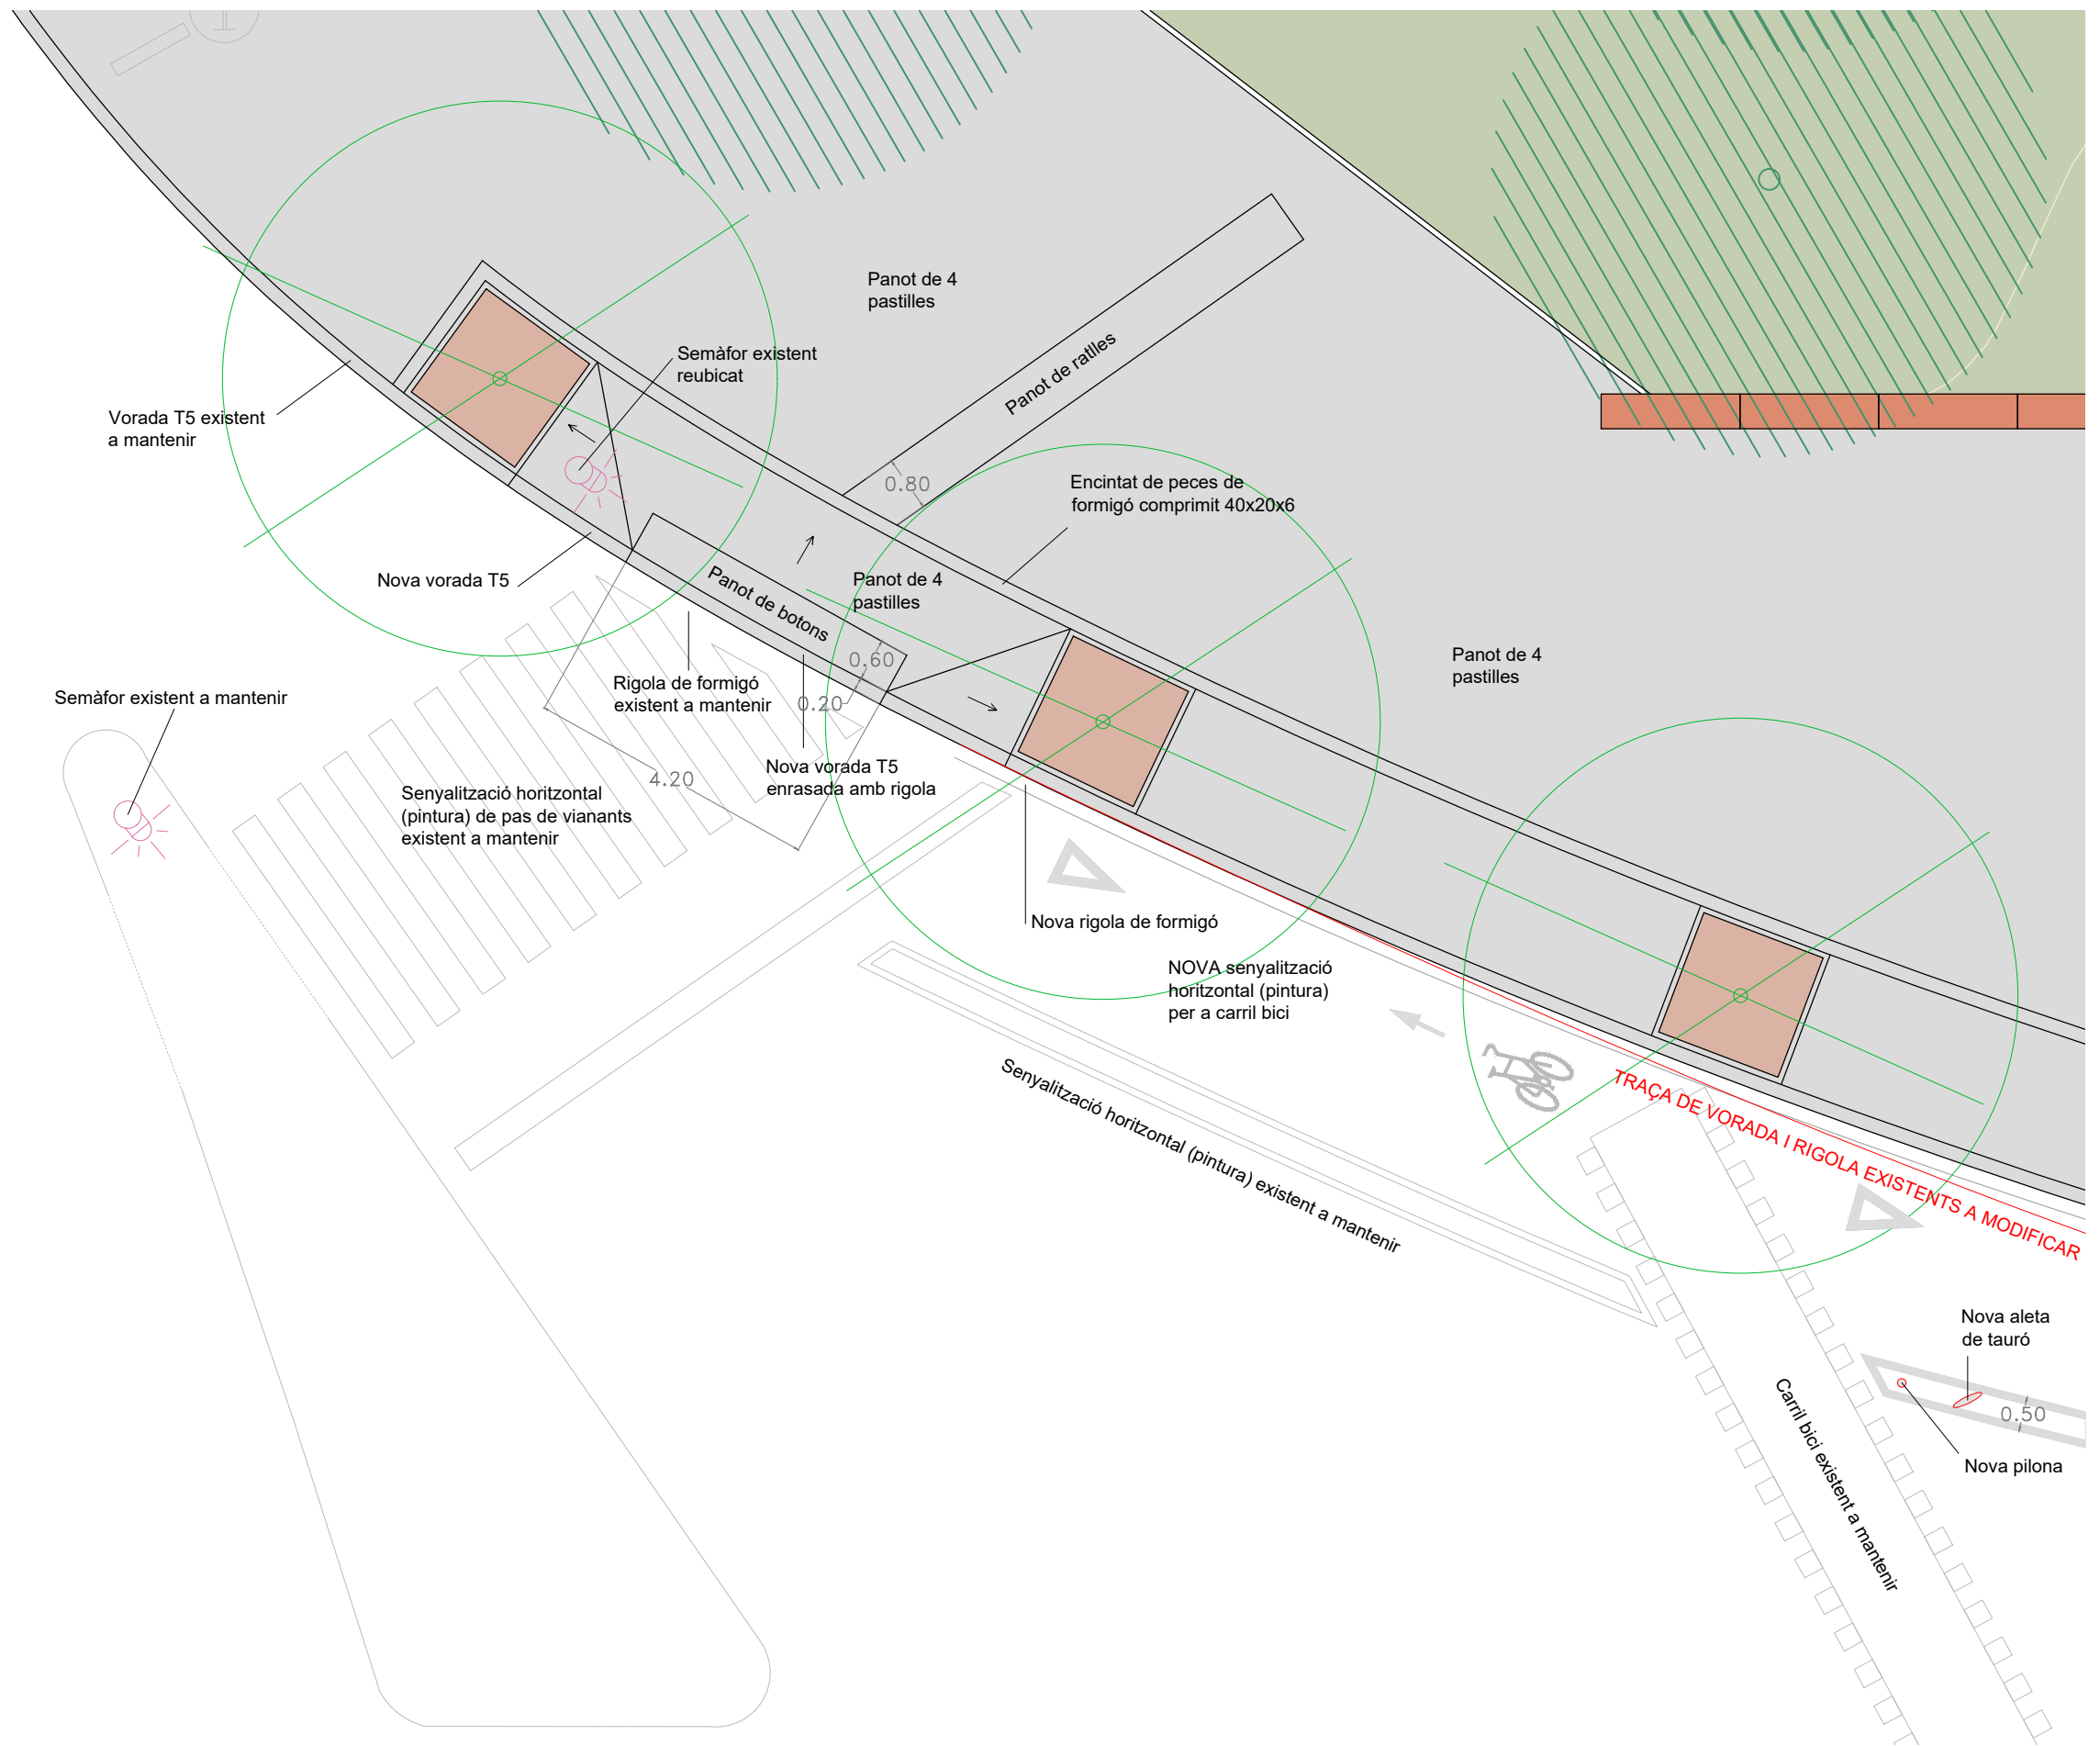 Panot de 4
pastilles
Panot de ratlles
Semàfor existent
reubicat
Vorada T5 existent
a mantenir
0.80
Encintat de peces de
formigó comprimit 40x20x6
Nova vorada T5
Panot de botons
Panot de 4
pastilles
0.60
0.20
Panot de 4
pastilles
Semàfor existent a mantenir
Rigola de formigó
existent a mantenir
4.20
Nova vorada T5
enrasada amb rigola
Senyalització horitzontal
(pintura) de pas de vianants
existent a mantenir
Nova rigola de formigó
NOVA senyalització
horitzontal (pintura)
per a carril bici
Senyalització horitzontal (pintura) existent a mantenir
TRAÇA DE VORADA I RIGOLA EXISTENTS A MODIFICAR
Nova aleta
de tauró
0.50
Nova pilona
Carril bici existent a mantenir